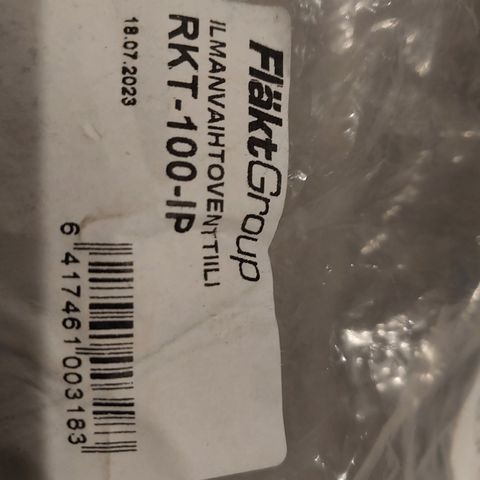 FläktGroup
ILMANVAIHTOVENTTIILI
RKT-100-IP
18.07.2023
6 417461 003183